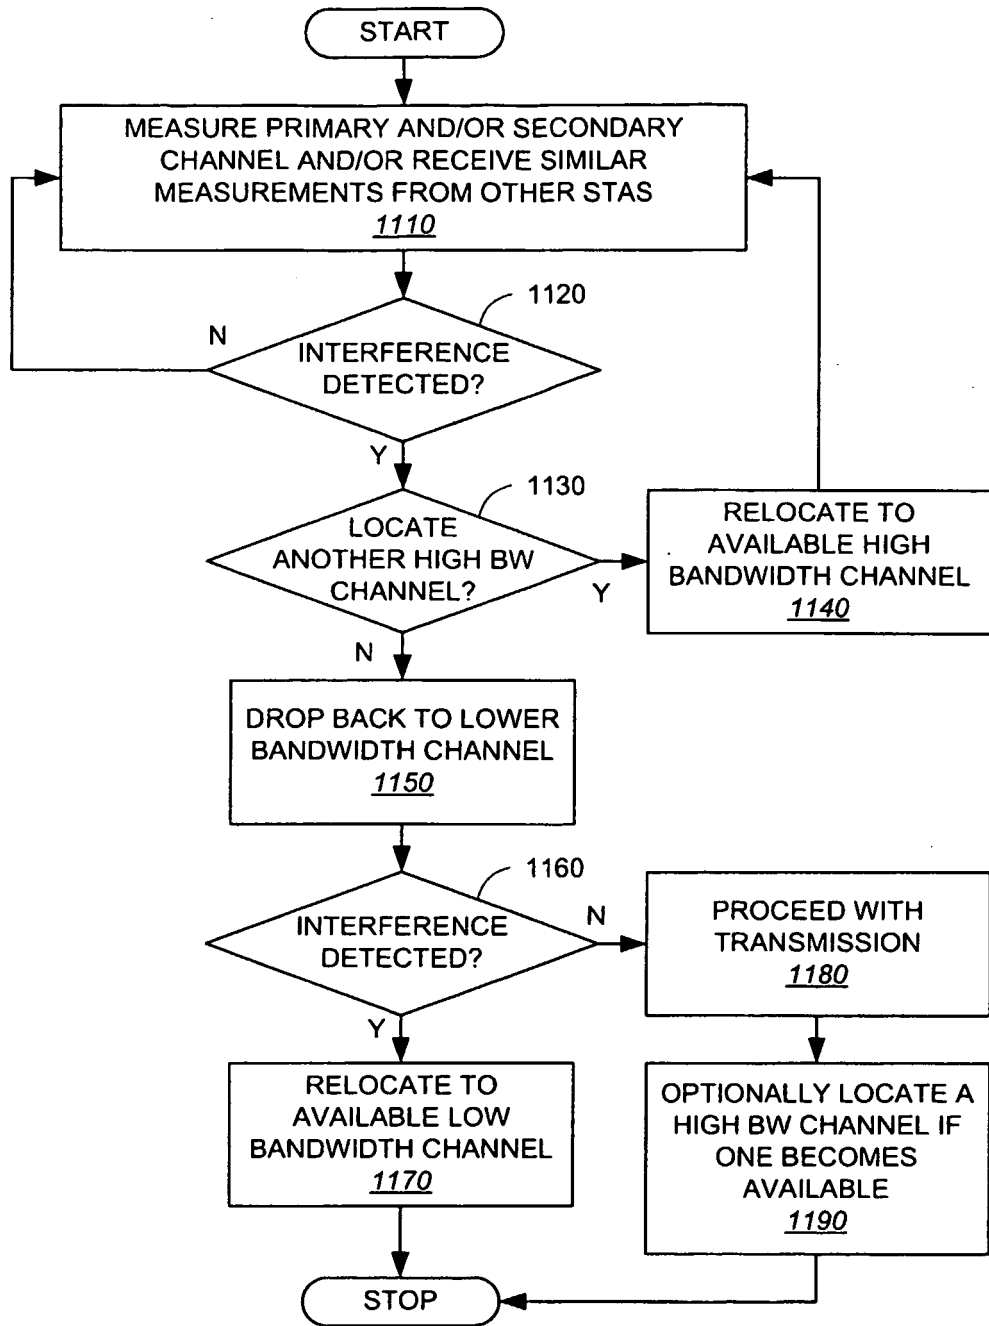 START
MEASURE PRIMARY AND/OR SECONDARY
CHANNEL AND/OR RECEIVE SIMILAR
MEASUREMENTS FROM OTHER STAS
1110
1120
N
INTERFERENCE
DETECTED?
Y
1130
LOCATE
ANOTHER HIGH BW
CHANNEL?
Y
N
RELOCATE TO
AVAILABLE HIGH
BANDWIDTH CHANNEL
1140
DROP BACK TO LOWER
BANDWIDTH CHANNEL
1150
1160
INTERFERENCE
DETECTED?
N
Y
PROCEED WITH
TRANSMISSION
1180
RELOCATE TO
AVAILABLE LOW
BANDWIDTH CHANNEL
1170
OPTIONALLY LOCATE A
HIGH BW CHANNEL IF
ONE BECOMES
AVAILABLE
1190
STOP